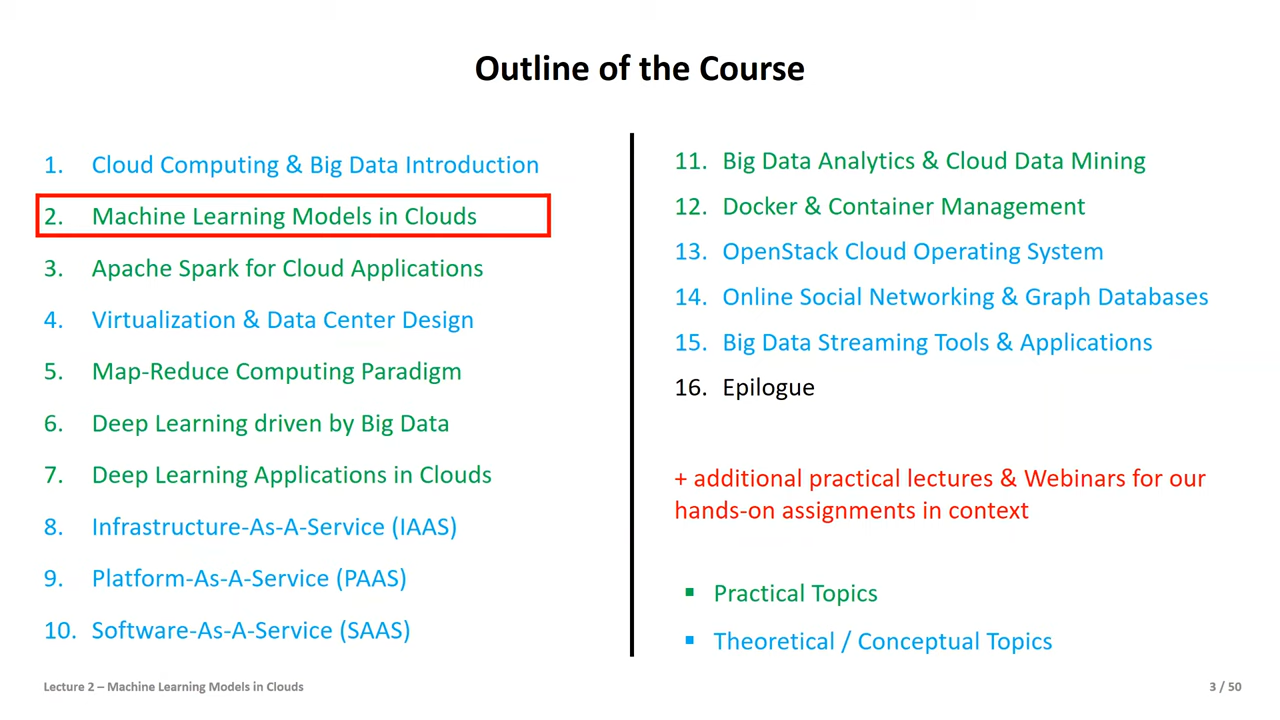 Outline of the Course
1. Cloud Computing & Big Data Introduction
2. Machine Learning Models in Clouds
3. Apache Spark for Cloud Applications
4. Virtualization & Data Center Design
5. Map-Reduce Computing Paradigm
6. Deep Learning driven by Big Data
7. Deep Learning Applications in Clouds
8. Infrastructure-As-A-Service (IAAS)
9. Platform-As-A-Service (PAAS)
10. Software-As-A-Service (SAAS)
11. Big Data Analytics & Cloud Data Mining
12. Docker & Container Management
13. OpenStack Cloud Operating System
14. Online Social Networking & Graph Databases
15. Big Data Streaming Tools & Applications
16. Epilogue
+ additional practical lectures & Webinars for our
hands-on assignments in context
▪ Practical Topics
▪ Theoretical / Conceptual Topics
Lecture 2 – Machine Learning Models in Clouds
3 / 50